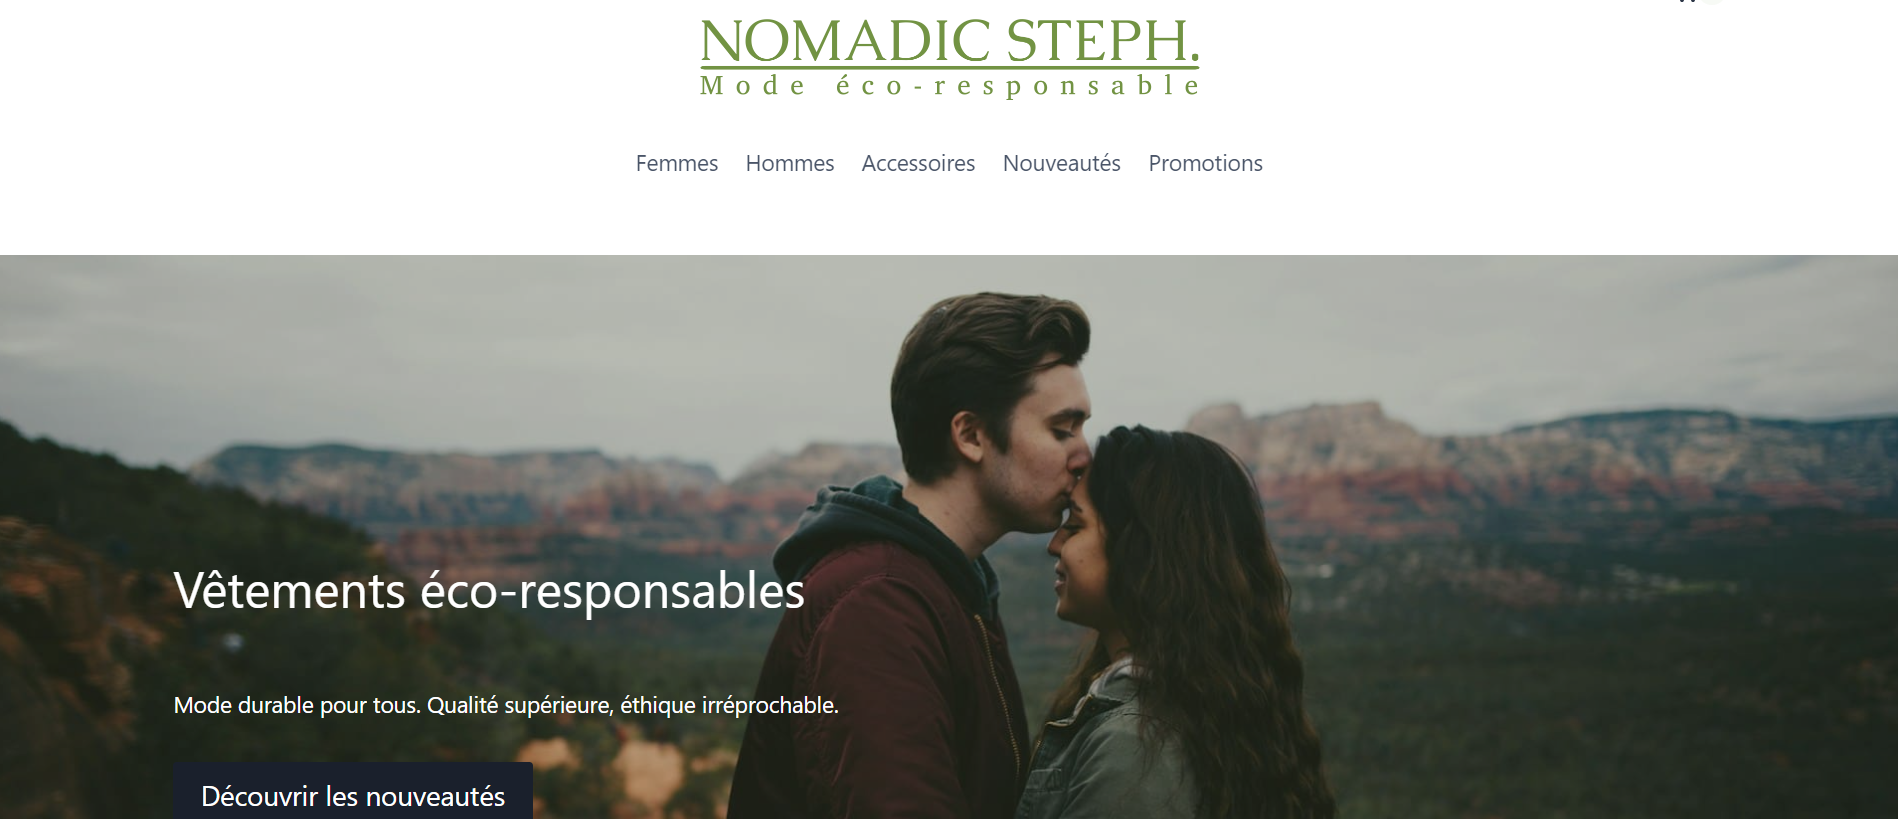 NOMADIC STEPH.
Mode éco-responsable
Femmes Hommes Accessoires Nouveautés Promotions
Vêtements éco-responsables
Mode durable pour tous. Qualité supérieure, éthique irréprochable.
Découvrir les nouveautés